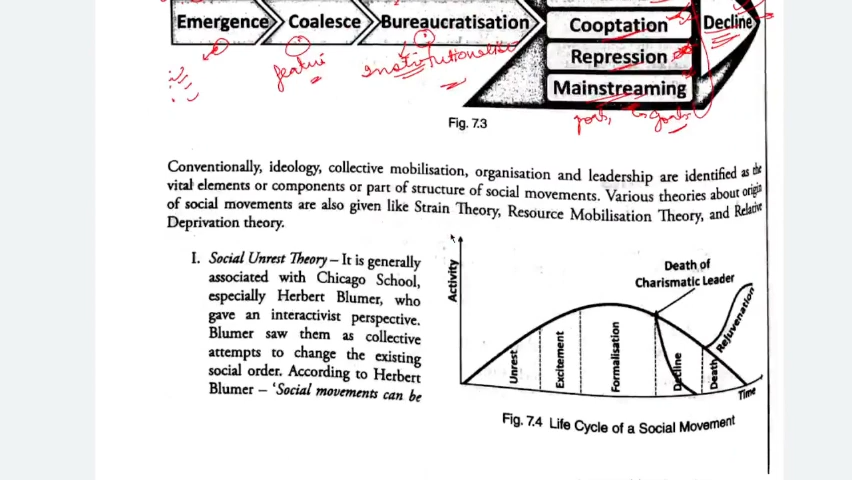 Emergence Coalesce Bureaucratisation Decline
Cooptation
Repression
Mainstreaming
Fig. 7.3
Conventionally, ideology, collective mobilisation, organisation and leadership are identified as the
vital elements or components or part of structure of social movements. Various theories about origin
of social movements are also given like Strain Theory, Resource Mobilisation Theory, and Relative
Deprivation theory.
I. Social Unrest Theory – It is generally
associated with Chicago School,
especially Herbert Blumer, who
gave an interactivist perspective.
Blumer saw them as collective
attempts to change the existing
social order. According to Herbert
Blumer – ‘Social movements can be
Activity
Death of
Charismatic Leader
Unrest
Excitement
Formalisation
Decline
Death
Rejuvenation
Time
Fig. 7.4 Life Cycle of a Social Movement